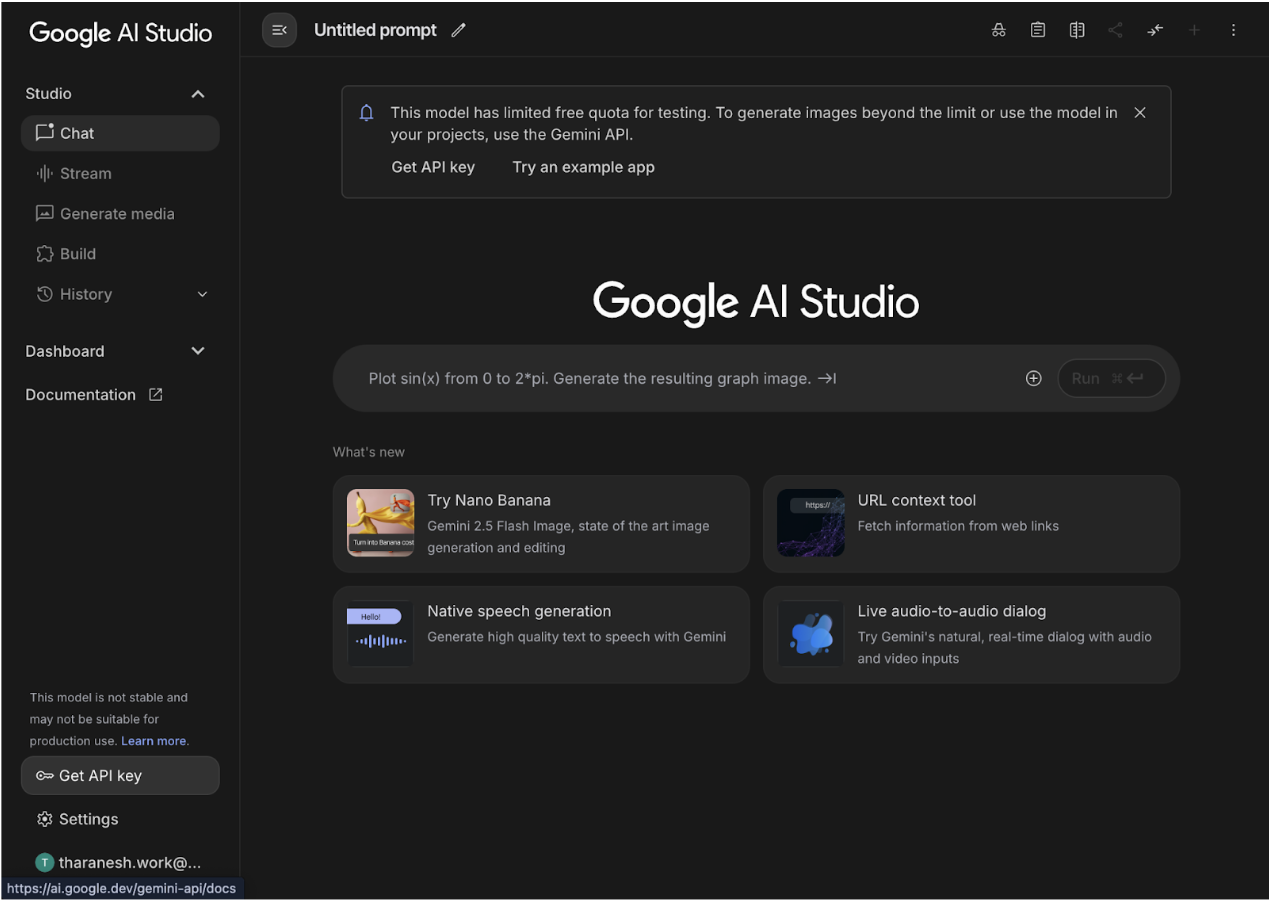 Google AI Studio
Studio
Chat
Stream
Generate media
Build
History
Dashboard
Documentation
This model is not stable and
may not be suitable for
production use. Learn more.
Get API key
Settings
T tharanesh.work@...
https://ai.google.dev/gemini-api/docs
Untitled prompt
This model has limited free quota for testing. To generate images beyond the limit or use the model in
your projects, use the Gemini API.
Get API key Try an example app
Google AI Studio
Plot sin(x) from 0 to 2*pi. Generate the resulting graph image.
Run ⌘↵
What's new
Turn into Banana cost
Try Nano Banana
Gemini 2.5 Flash Image, state of the art image
generation and editing
https://
URL context tool
Fetch information from web links
Hello!
Native speech generation
Generate high quality text to speech with Gemini
Live audio-to-audio dialog
Try Gemini's natural, real-time dialog with audio
and video inputs